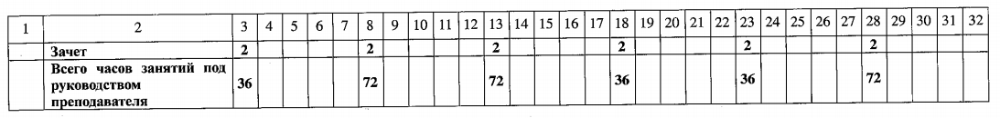 1 2 3 4 5 6 7 8 9 10 11 12 13 14 15 16 17 18 19 20 21 22 23 24 25 26 27 28 29 30 31 32
Зачет 2 2 2 2 2 2
Всего часов занятий под
руководством 36 72 72 36 36 72
преподавателя